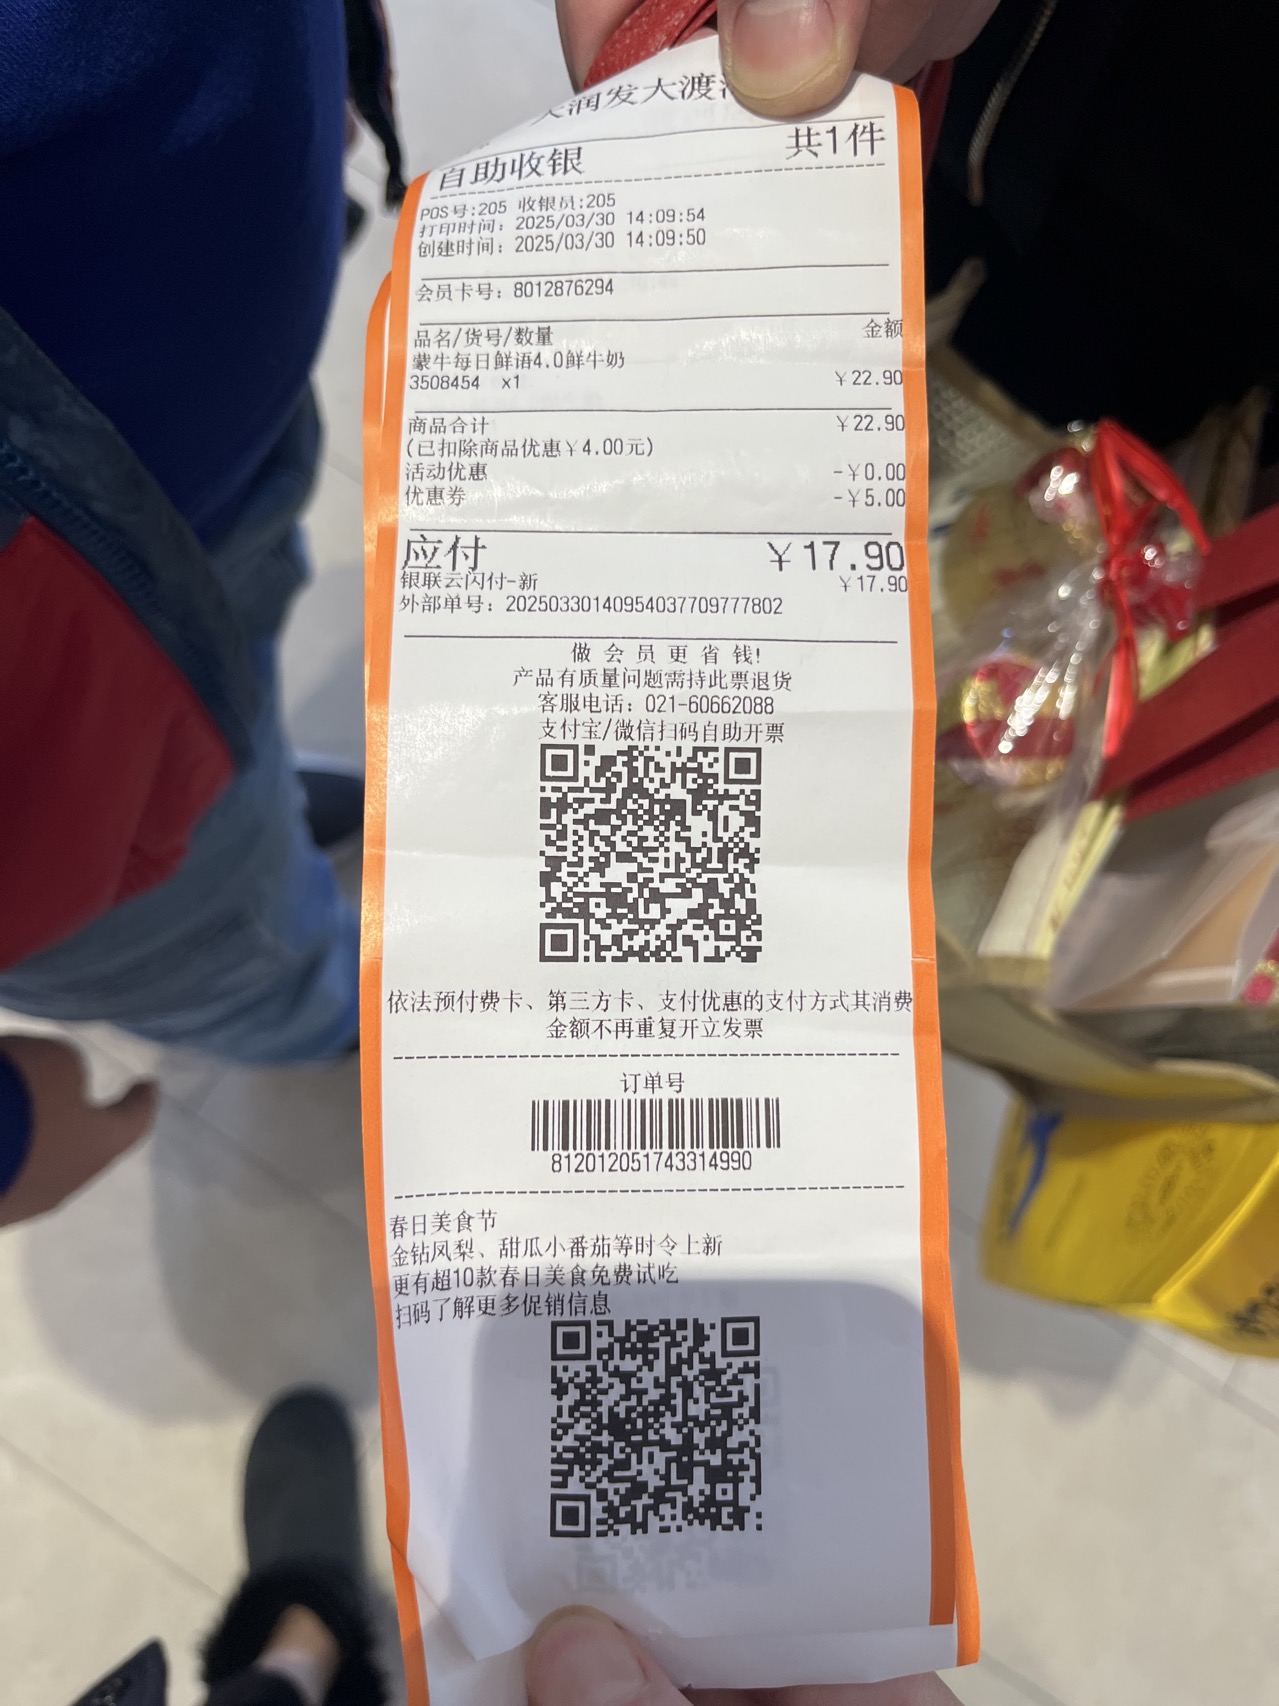 润发大渡
自助收银 共1件
POS号:205 收银员:205
打印时间: 2025/03/30 14:09:54
创建时间: 2025/03/30 14:09:50
会员卡号: 8012876294
品名/货号/数量 金额
蒙牛每日鲜语4.0鲜牛奶
3508454 x1 ￥22.90
商品合计 ￥22.90
(已扣除商品优惠￥4.00元)
活动优惠 -￥0.00
优惠券 -￥5.00
应付 ￥17.90
银联云闪付-新 ￥17.90
外部单号: 20250330140954037709777802
做会员更省钱!
产品有质量问题需持此票退货
客服电话: 021-60662088
支付宝/微信扫码自助开票
依法预付费卡、第三方卡、支付优惠的支付方式其消费
金额不再重复开立发票
订单号
812012051743314990
春日美食节
金钻凤梨、甜瓜小番茄等时令上新
更有超10款春日美食免费试吃
扫码了解更多促销信息